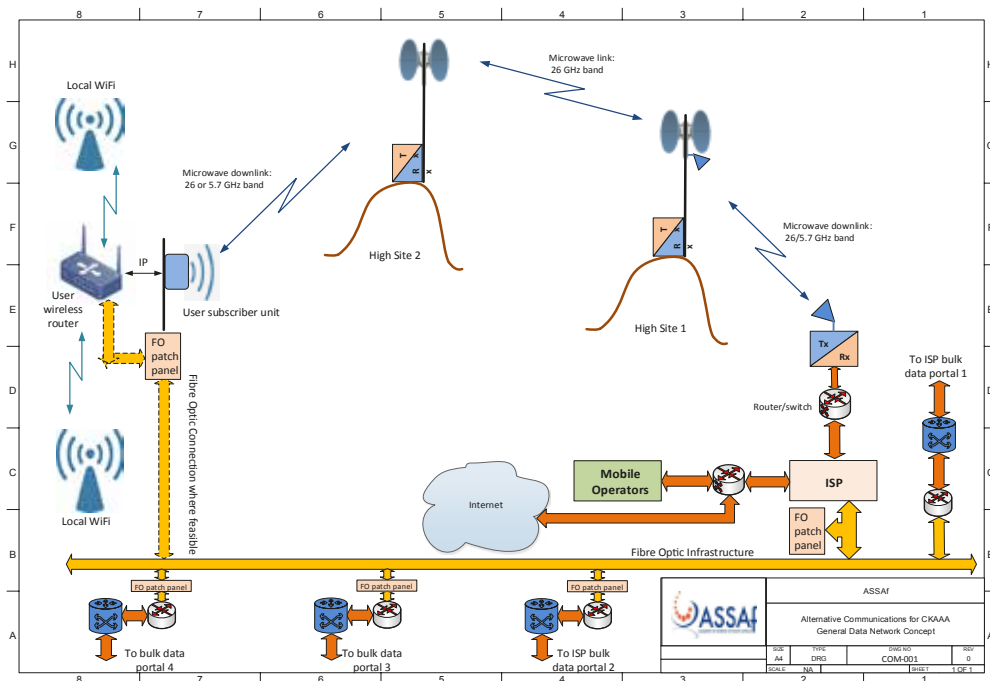 8 7 6 5 4 3 2 1
H
H
G
G
F
F
E
E
D
D
C
C
B
B
A
A
Local WiFi
Microwave downlink:
26 or 5.7 GHz band
T
x
R
x
High Site 2
Microwave link:
26 GHz band
T
x
R
x
High Site 1
Microwave downlink:
26/5.7 GHz band
IP
User
wireless
router
User subscriber unit
FO
patch
panel
Fibre Optic Connection where feasible
Local WiFi
Tx
Rx
Router/switch
To ISP bulk
data portal 1
Mobile
Operators
ISP
Internet
FO
patch
panel
Fibre Optic Infrastructure
FO patch panel
FO patch panel
FO patch panel
To bulk data
portal 4
To bulk data
portal 3
To ISP bulk
data portal 2
ASSAf
ASSAf
Alternative Communications for CKAAA
General Data Network Concept
SIZE
TYPE
DWG NO
REV
A4
DRG
COM-001
0
SCALE
NA
SHEET
1 OF 1
8 7 6 5 4 3 2 1